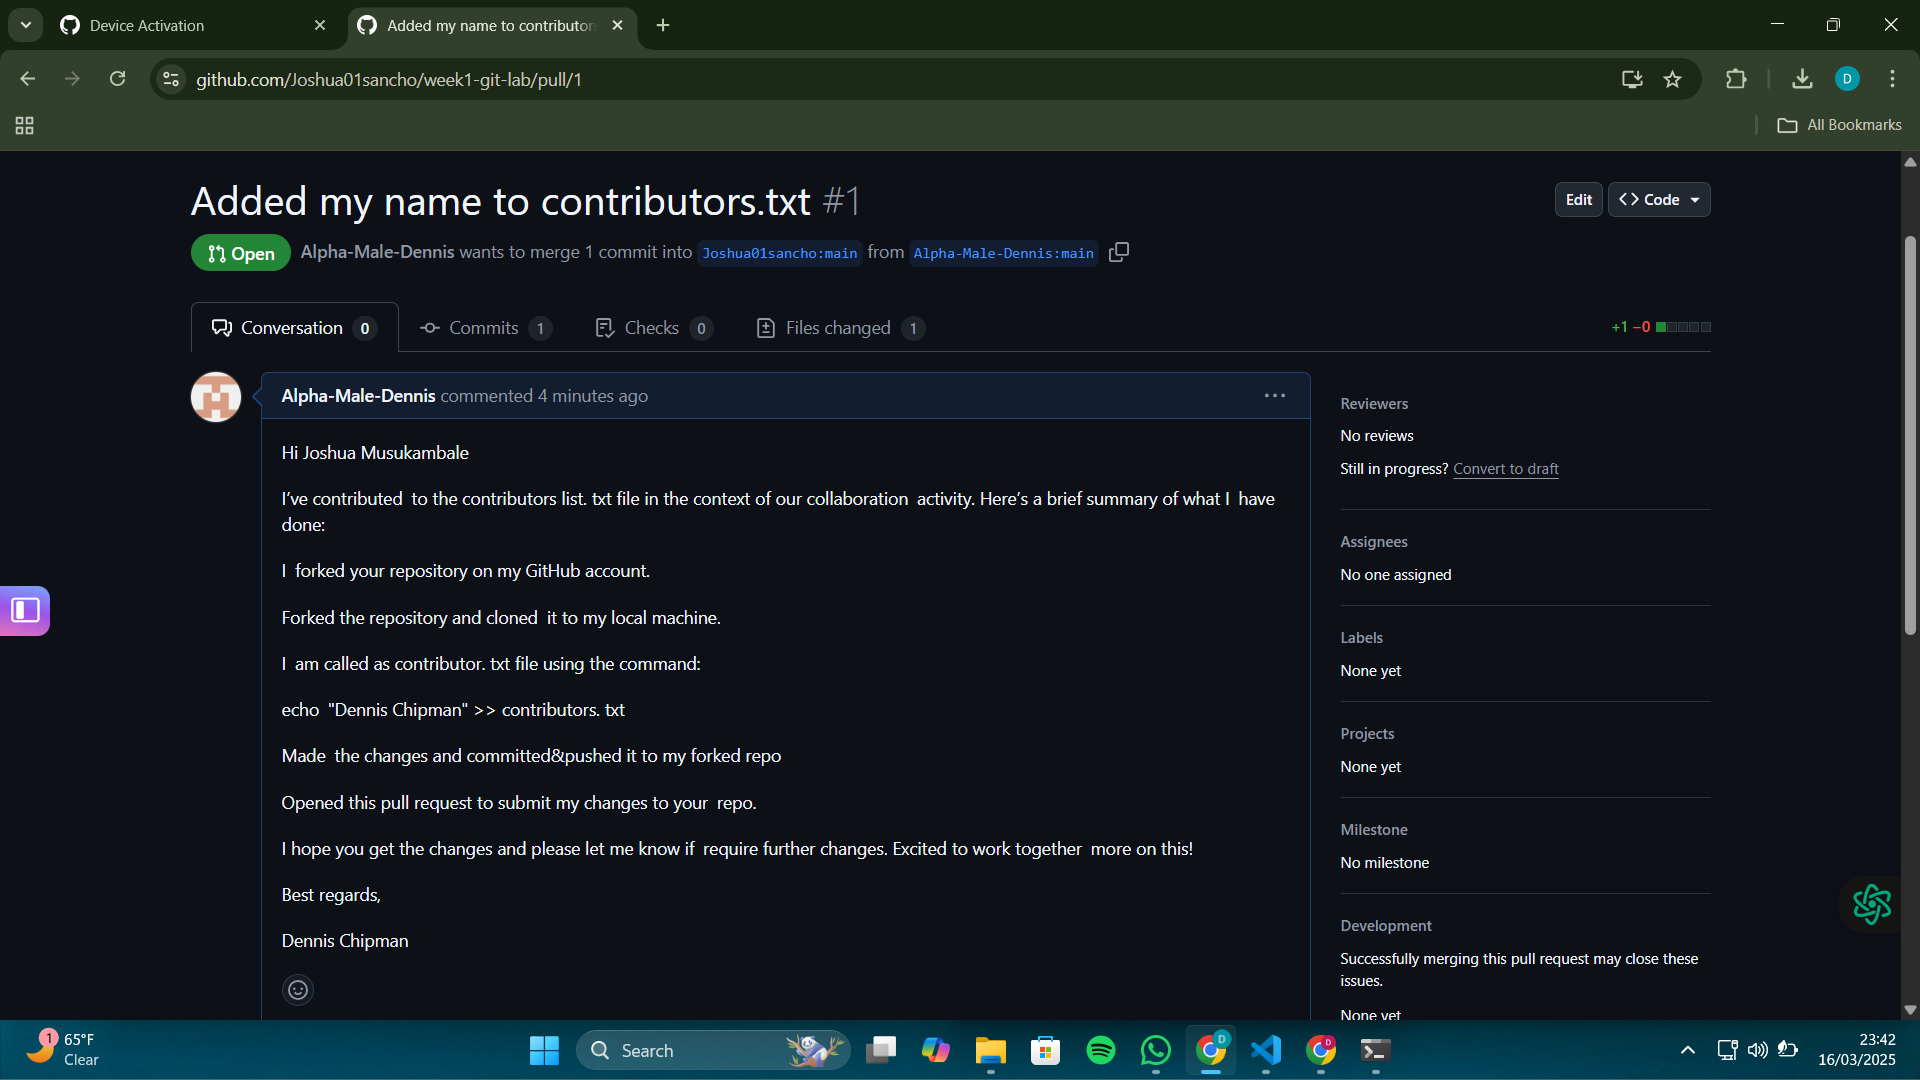 Device Activation
Added my name to contributors
github.com/Joshua01sancho/week1-git-lab/pull/1
D
All Bookmarks
Added my name to contributors.txt #1
Edit
<> Code
Open
Alpha-Male-Dennis wants to merge 1 commit into Joshua01sancho:main from Alpha-Male-Dennis:main
Conversation 0
Commits 1
Checks 0
Files changed 1
+1 −0
Alpha-Male-Dennis commented 4 minutes ago
Hi Joshua Musukambale
I’ve contributed to the contributors list. txt file in the context of our collaboration activity. Here’s a brief summary of what I have
done:
I forked your repository on my GitHub account.
Forked the repository and cloned it to my local machine.
I am called as contributor. txt file using the command:
echo "Dennis Chipman" >> contributors. txt
Made the changes and committed&pushed it to my forked repo
Opened this pull request to submit my changes to your repo.
I hope you get the changes and please let me know if require further changes. Excited to work together more on this!
Best regards,
Dennis Chipman
Reviewers
No reviews
Still in progress? Convert to draft
Assignees
No one assigned
Labels
None yet
Projects
None yet
Milestone
No milestone
Development
Successfully merging this pull request may close these
issues.
None yet
1
65°F
Clear
Search
D
D
23:42
16/03/2025